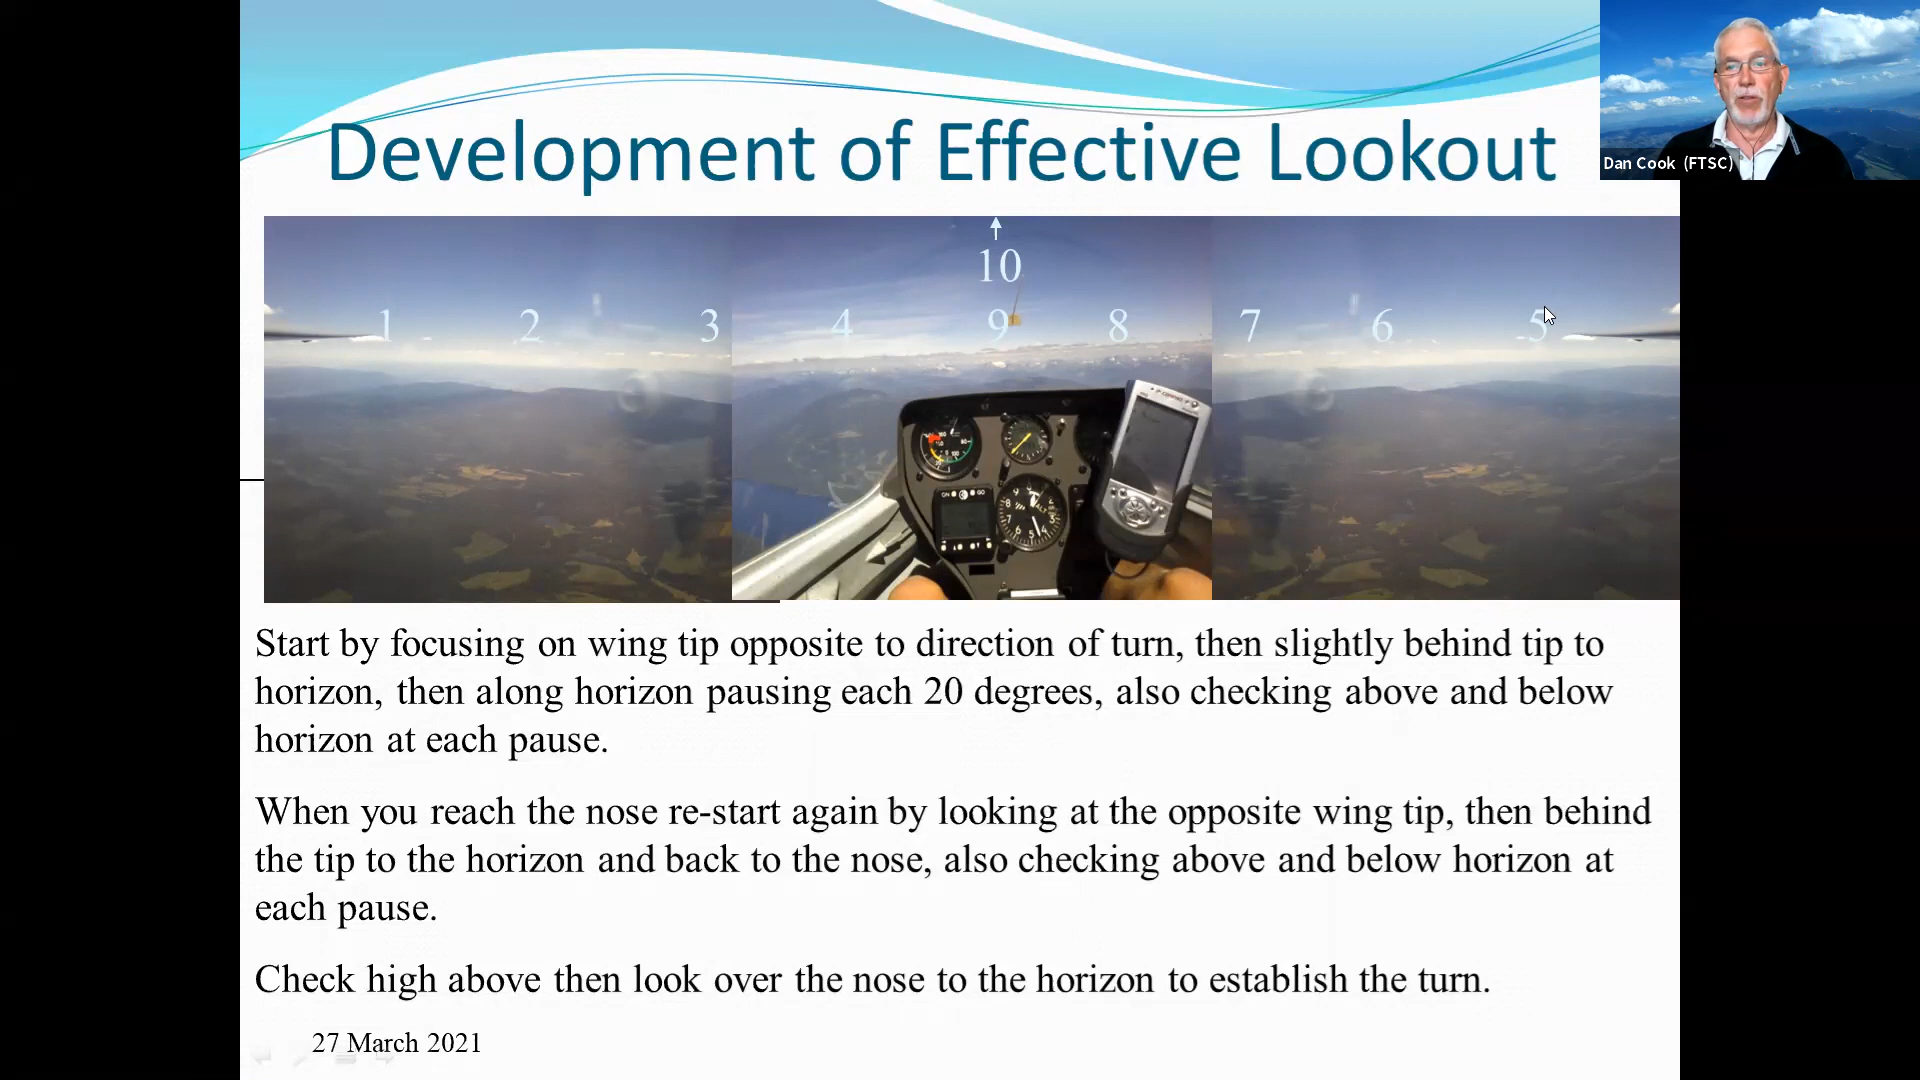 Development of Effective Lookout
Dan Cook (FTSC)
10
1 2 3 4 9 8 7 6 5
Start by focusing on wing tip opposite to direction of turn, then slightly behind tip to
horizon, then along horizon pausing each 20 degrees, also checking above and below
horizon at each pause.
When you reach the nose re-start again by looking at the opposite wing tip, then behind
the tip to the horizon and back to the nose, also checking above and below horizon at
each pause.
Check high above then look over the nose to the horizon to establish the turn.
27 March 2021